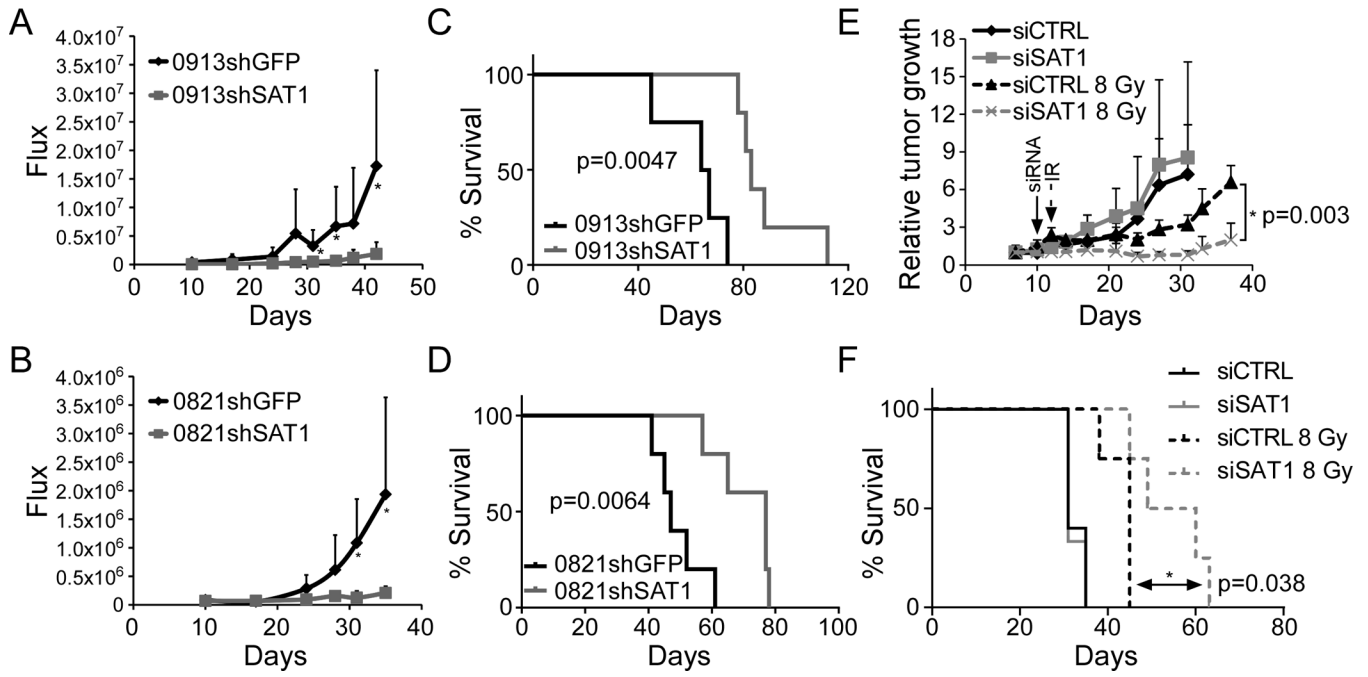 A
Flux
4.0x10⁷
3.5x10⁷
3.0x10⁷
2.5x10⁷
2.0x10⁷
1.5x10⁷
1.0x10⁷
0.5x10⁷
0
0913shGFP
0913shSAT1
*
*
*
0 10 20 30 40 50
Days
B
Flux
4.0x10⁶
3.5x10⁶
3.0x10⁶
2.5x10⁶
2.0x10⁶
1.5x10⁶
1.0x10⁶
0.5x10⁶
0
0821shGFP
0821shSAT1
*
*
0 10 20 30 40
Days
C
% Survival
100
50
0
p=0.0047
0913shGFP
0913shSAT1
0 40 80 120
Days
D
% Survival
100
50
0
p=0.0064
0821shGFP
0821shSAT1
0 20 40 60 80 100
Days
E
Relative tumor growth
18
15
12
9
6
3
0
siCTRL
siSAT1
siCTRL 8 Gy
siSAT1 8 Gy
siRNA
IR
* p=0.003
0 10 20 30 40
Days
F
% Survival
100
50
0
siCTRL
siSAT1
siCTRL 8 Gy
siSAT1 8 Gy
*
p=0.038
0 20 40 60 80
Days